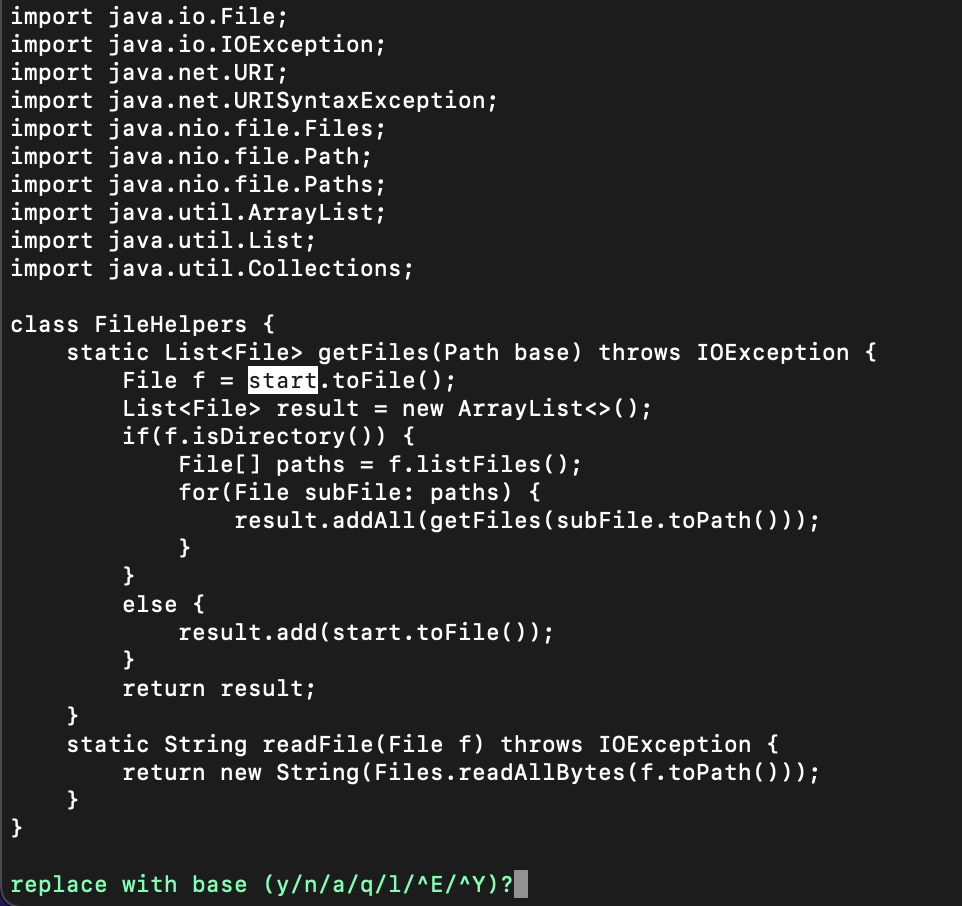 import java.io.File;
import java.io.IOException;
import java.net.URI;
import java.net.URISyntaxException;
import java.nio.file.Files;
import java.nio.file.Path;
import java.nio.file.Paths;
import java.util.ArrayList;
import java.util.List;
import java.util.Collections;

class FileHelpers {
    static List<File> getFiles(Path base) throws IOException {
        File f = start.toFile();
        List<File> result = new ArrayList<>();
        if(f.isDirectory()) {
            File[] paths = f.listFiles();
            for(File subFile: paths) {
                result.addAll(getFiles(subFile.toPath()));
            }
        }
        else {
            result.add(start.toFile());
        }
        return result;
    }
    static String readFile(File f) throws IOException {
        return new String(Files.readAllBytes(f.toPath()));
    }
}

replace with base (y/n/a/q/l/^E/^Y)?